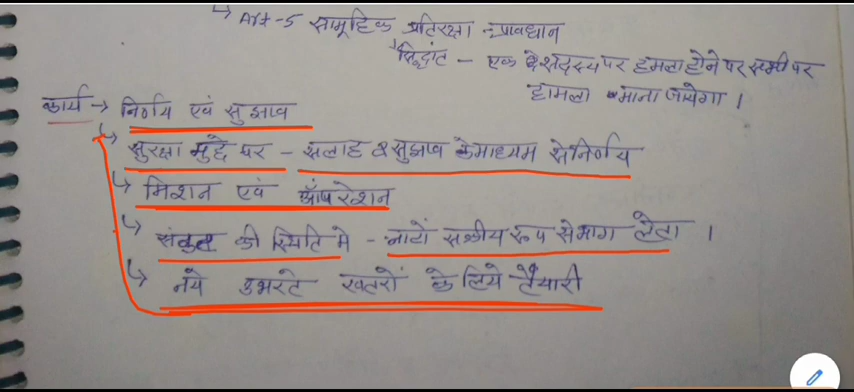 ↳ Art-5 सामूहिक प्रतिरक्षा :- प्रावधान
सिद्धांत - एक देश सदस्य पर हमला होने पर सभी पर
हामला माना जायेगा।
कार्य → निर्णय एवं सुझाव
↳ सुरक्षा मुद्दे पर - सलाह & सुझाव के माध्यम से निर्णय
↳ मिशन एवं ऑपरेशन
↳ संकट की स्थिति मे - नाटों सक्रीय रूप से भाग लेता।
↳ नये उभरते खतरों के लिये तैयारी